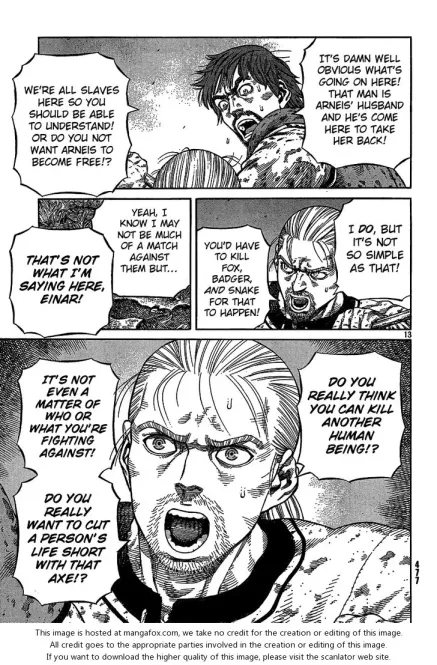 IT'S DAMN WELL
OBVIOUS WHAT'S
GOING ON HERE!
THAT MAN IS
ARNEIS' HUSBAND
AND HE'S COME
HERE TO TAKE
HER BACK!
WE'RE ALL SLAVES
HERE SO YOU
SHOULD BE ABLE
TO UNDERSTAND!
OR DO YOU NOT
WANT ARNEIS TO
BECOME FREE!?
I DO, BUT
IT'S NOT
SO SIMPLE
AS THAT!
YOU'D HAVE
TO KILL
FOX,
BADGER,
AND SNAKE
FOR THAT
TO HAPPEN!
YEAH, I
KNOW I MAY
NOT BE MUCH
OF A MATCH
AGAINST
THEM BUT...
THAT'S NOT
WHAT I'M
SAYING HERE,
EINAR!
13
DO YOU
REALLY THINK
YOU CAN KILL
ANOTHER
HUMAN
BEING!?
IT'S NOT
EVEN A
MATTER OF
WHO OR
WHAT YOU'RE
FIGHTING
AGAINST!
DO YOU
REALLY
WANT TO CUT
A PERSON'S
LIFE SHORT
WITH THAT
AXE!?
477
This image is hosted at mangafox.com, we take no credit for the creation or editing of this image.
All credit goes to the appropriate parties involved in the creation or editing of this image.
If you want to download the higher quality of this image, please visit the scanlator web site.